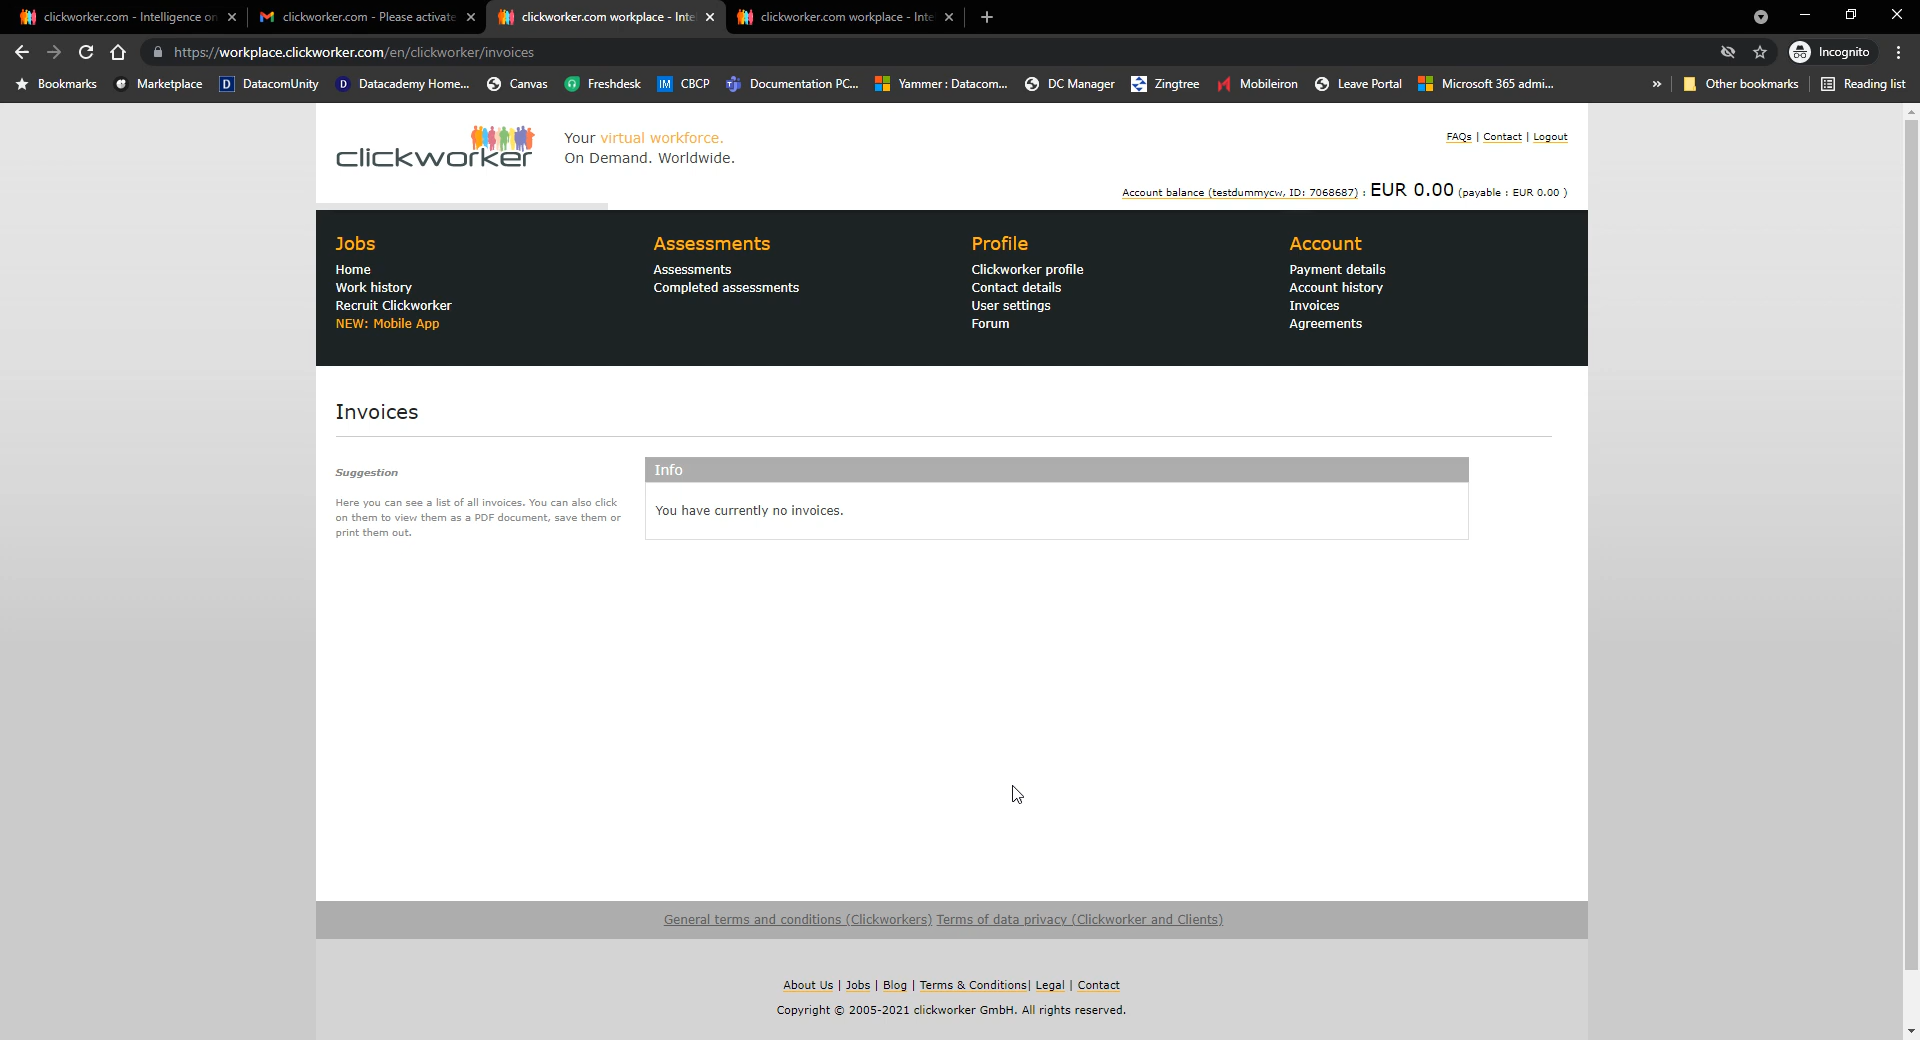 clickworker.com - Intelligence on
clickworker.com - Please activate
clickworker.com workplace - Inte
clickworker.com workplace - Inte
https://workplace.clickworker.com/en/clickworker/invoices
Incognito
Bookmarks
Marketplace
DatacomUnity
Datacademy Home...
Canvas
Freshdesk
IM CBCP
Documentation PC...
Yammer : Datacom...
DC Manager
Zingtree
Mobileiron
Leave Portal
Microsoft 365 admi...
»
Other bookmarks
Reading list
clickworker
Your virtual workforce.
On Demand. Worldwide.
FAQs | Contact | Logout
Account balance (testdummycw, ID: 7068687) : EUR 0.00 (payable : EUR 0.00 )
Jobs
Home
Work history
Recruit Clickworker
NEW: Mobile App
Assessments
Assessments
Completed assessments
Profile
Clickworker profile
Contact details
User settings
Forum
Account
Payment details
Account history
Invoices
Agreements
Invoices
Suggestion
Here you can see a list of all invoices. You can also click
on them to view them as a PDF document, save them or
print them out.
Info
You have currently no invoices.
General terms and conditions (Clickworkers) Terms of data privacy (Clickworker and Clients)
About Us | Jobs | Blog | Terms & Conditions| Legal | Contact
Copyright © 2005-2021 clickworker GmbH. All rights reserved.